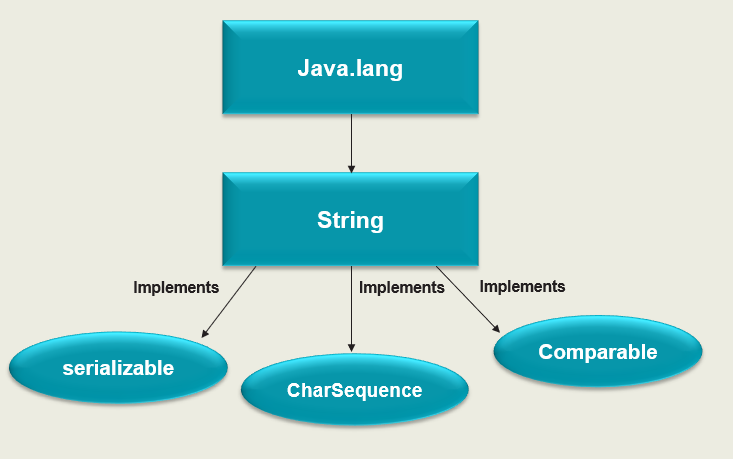 Java.lang
String
Implements
Implements
Implements
serializable
CharSequence
Comparable